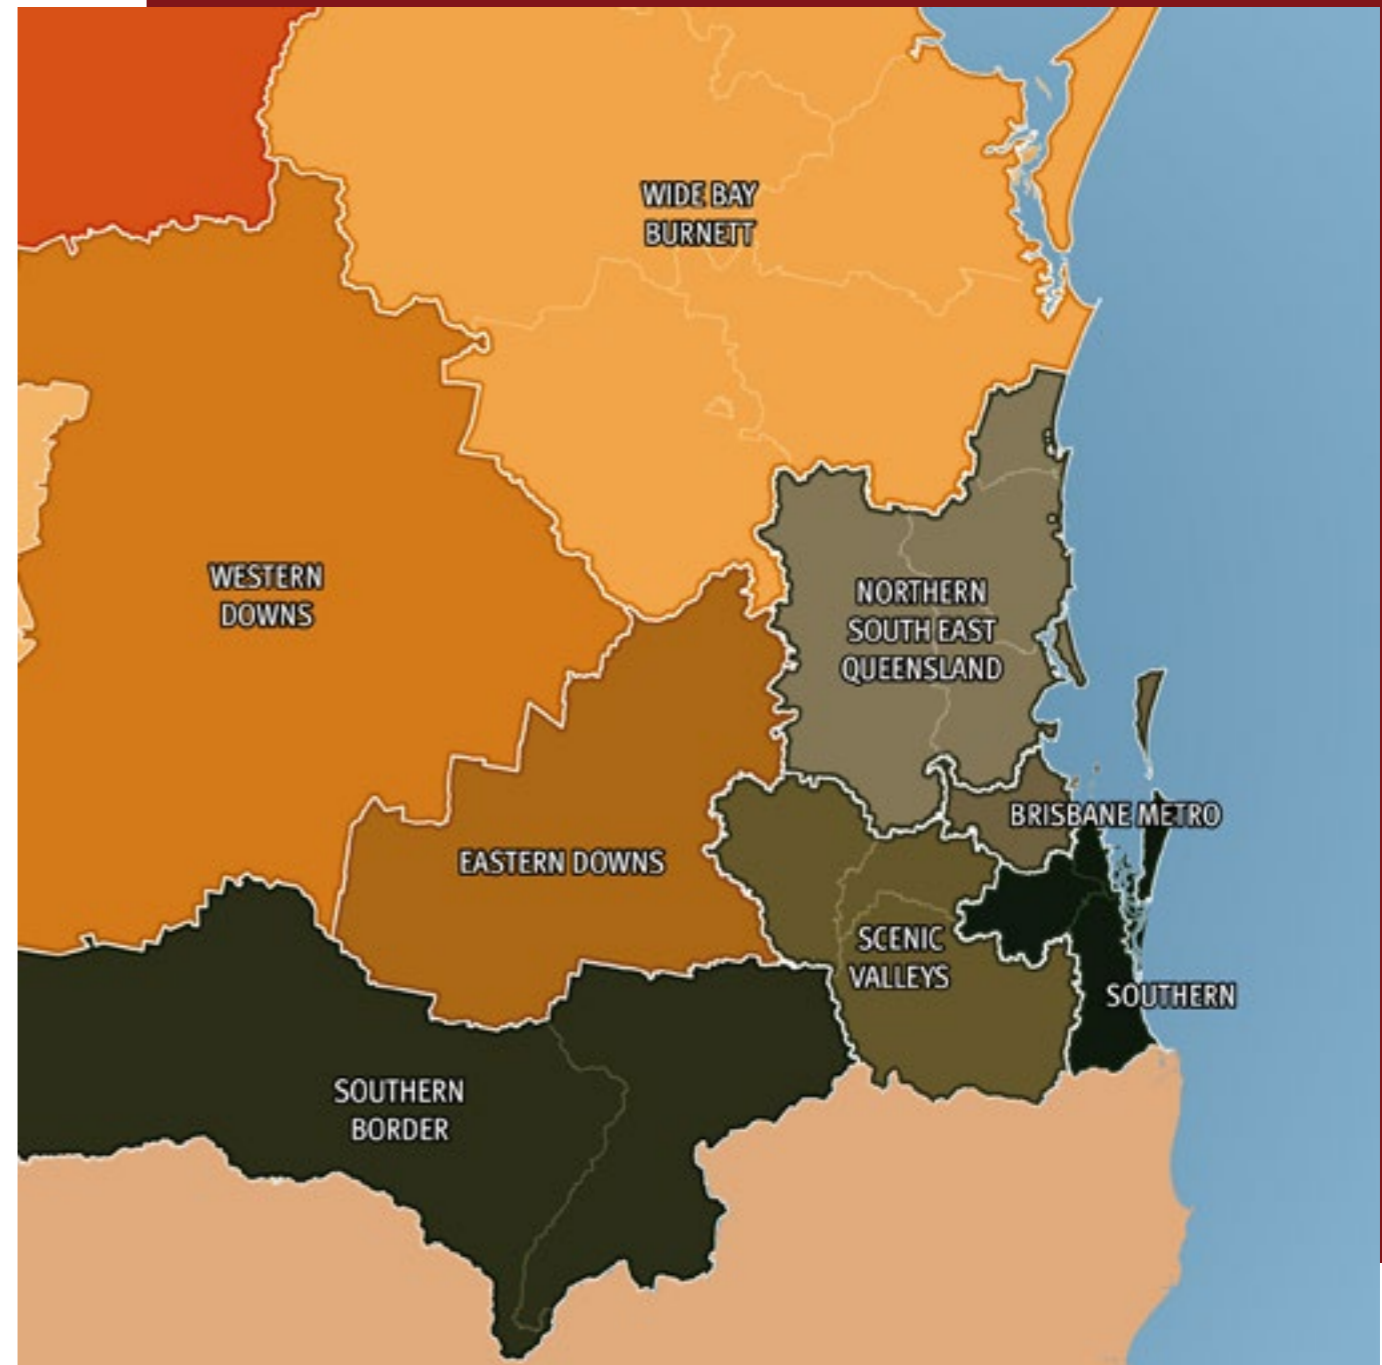 WIDE BAY
BURNETT
WESTERN
DOWNS
NORTHERN
SOUTH EAST
QUEENSLAND
BRISBANE METRO
EASTERN DOWNS
SCENIC
VALLEYS
SOUTHERN
SOUTHERN
BORDER